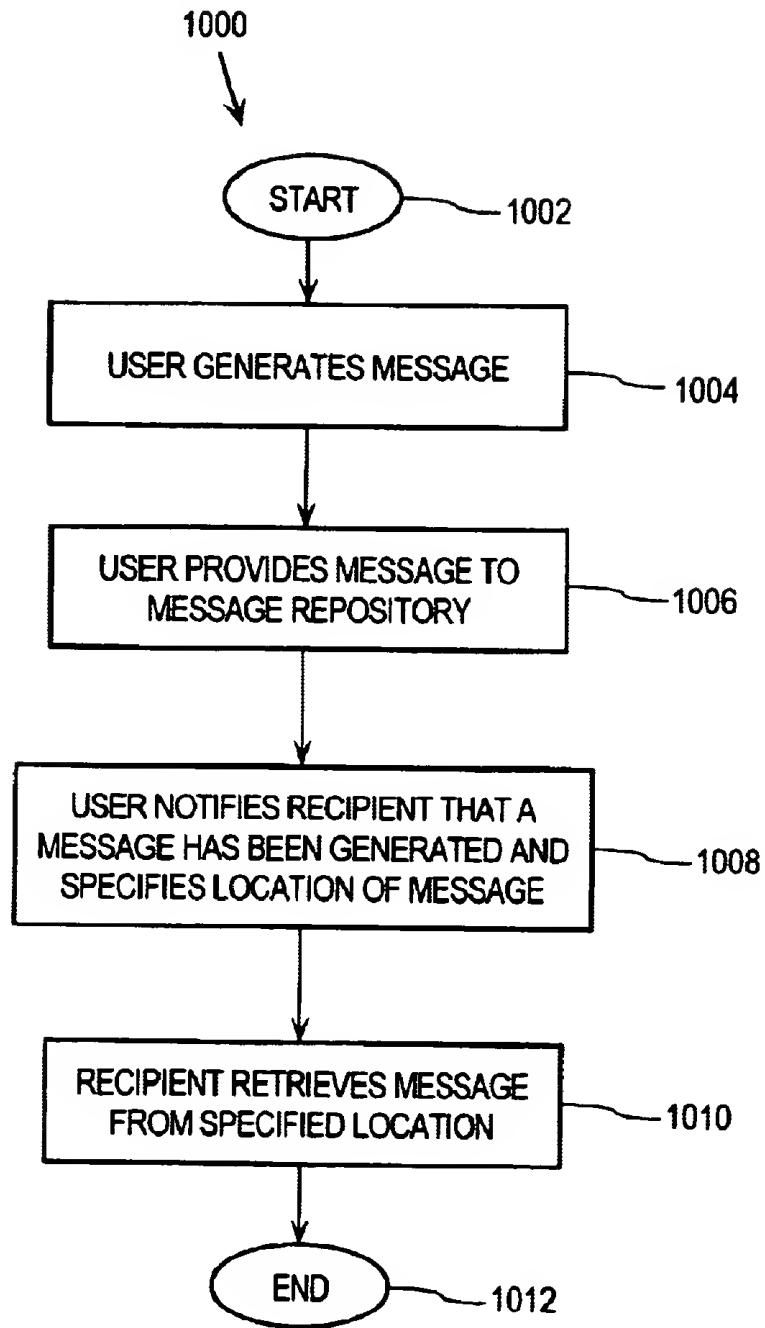 1000
START
1002
USER GENERATES MESSAGE
1004
USER PROVIDES MESSAGE TO
MESSAGE REPOSITORY
1006
USER NOTIFIES RECIPIENT THAT A
MESSAGE HAS BEEN GENERATED AND
SPECIFIES LOCATION OF MESSAGE
1008
RECIPIENT RETRIEVES MESSAGE
FROM SPECIFIED LOCATION
1010
END
1012